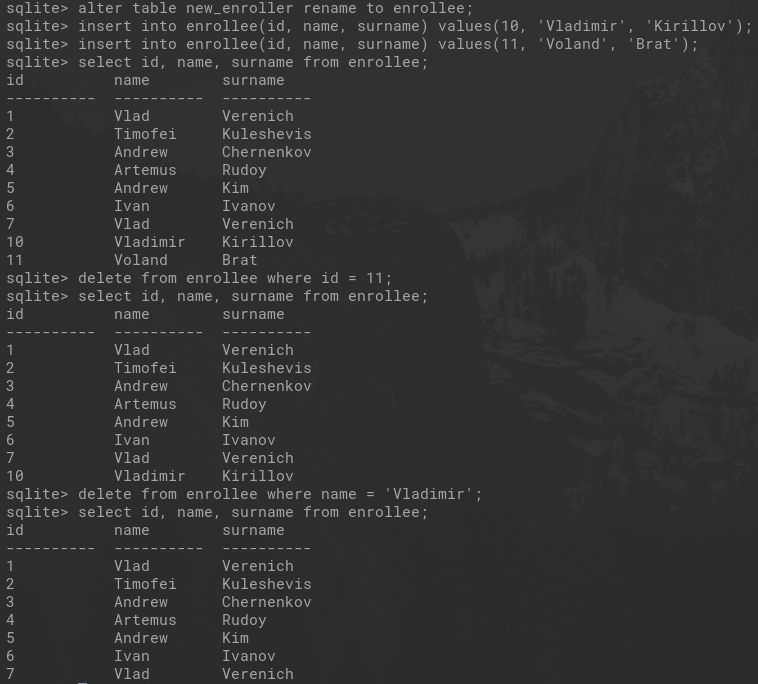 sqlite> alter table new_enroller rename to enrollee;
sqlite> insert into enrollee(id, name, surname) values(10, 'Vladimir', 'Kirillov');
sqlite> insert into enrollee(id, name, surname) values(11, 'Voland', 'Brat');
sqlite> select id, name, surname from enrollee;
id          name        surname
----------  ----------  ----------
1           Vlad        Verenich
2           Timofei     Kuleshevis
3           Andrew      Chernenkov
4           Artemus     Rudoy
5           Andrew      Kim
6           Ivan        Ivanov
7           Vlad        Verenich
10          Vladimir    Kirillov
11          Voland      Brat
sqlite> delete from enrollee where id = 11;
sqlite> select id, name, surname from enrollee;
id          name        surname
----------  ----------  ----------
1           Vlad        Verenich
2           Timofei     Kuleshevis
3           Andrew      Chernenkov
4           Artemus     Rudoy
5           Andrew      Kim
6           Ivan        Ivanov
7           Vlad        Verenich
10          Vladimir    Kirillov
sqlite> delete from enrollee where name = 'Vladimir';
sqlite> select id, name, surname from enrollee;
id          name        surname
----------  ----------  ----------
1           Vlad        Verenich
2           Timofei     Kuleshevis
3           Andrew      Chernenkov
4           Artemus     Rudoy
5           Andrew      Kim
6           Ivan        Ivanov
7           Vlad        Verenich